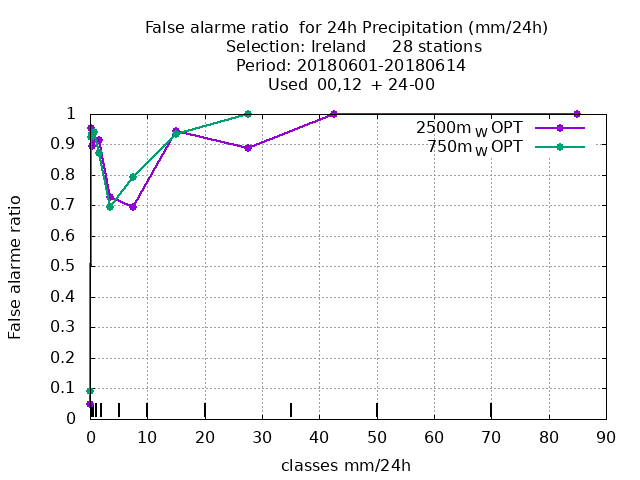 False alarme ratio  for 24h Precipitation (mm/24h)
Selection: Ireland     28 stations
Period: 20180601-20180614
Used  00,12  + 24-00
2500m W OPT
750m W OPT
1
0.9
0.8
0.7
0.6
0.5
0.4
0.3
0.2
0.1
0
False alarme ratio
0 10 20 30 40 50 60 70 80 90
classes mm/24h